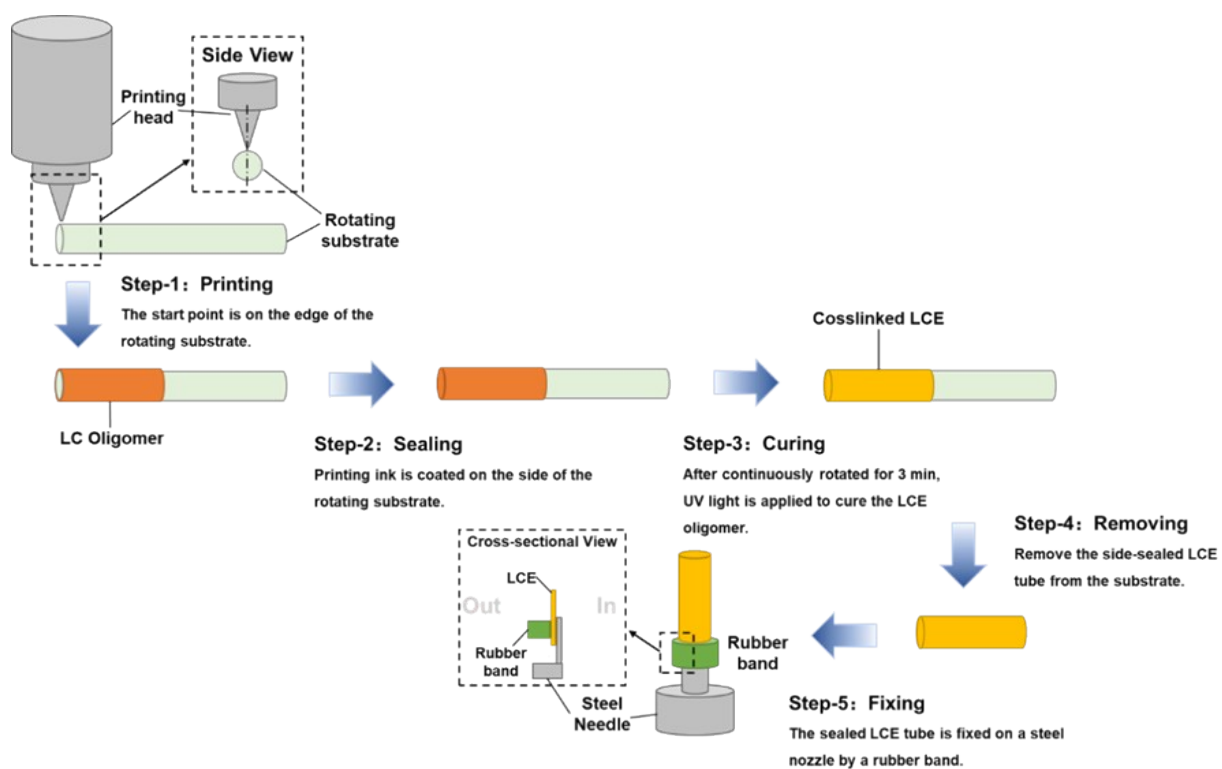 Side View
Printing
head
Rotating
substrate
Step-1: Printing
The start point is on the edge of the
rotating substrate.
LC Oligomer
Step-2: Sealing
Printing ink is coated on the side of the
rotating substrate.
Cosslinked LCE
Step-3: Curing
After continuously rotated for 3 min,
UV light is applied to cure the LCE
oligomer.
Step-4: Removing
Remove the side-sealed LCE
tube from the substrate.
Cross-sectional View
LCE
Out
In
Rubber
band
Rubber
band
Steel
Needle
Step-5: Fixing
The sealed LCE tube is fixed on a steel
nozzle by a rubber band.